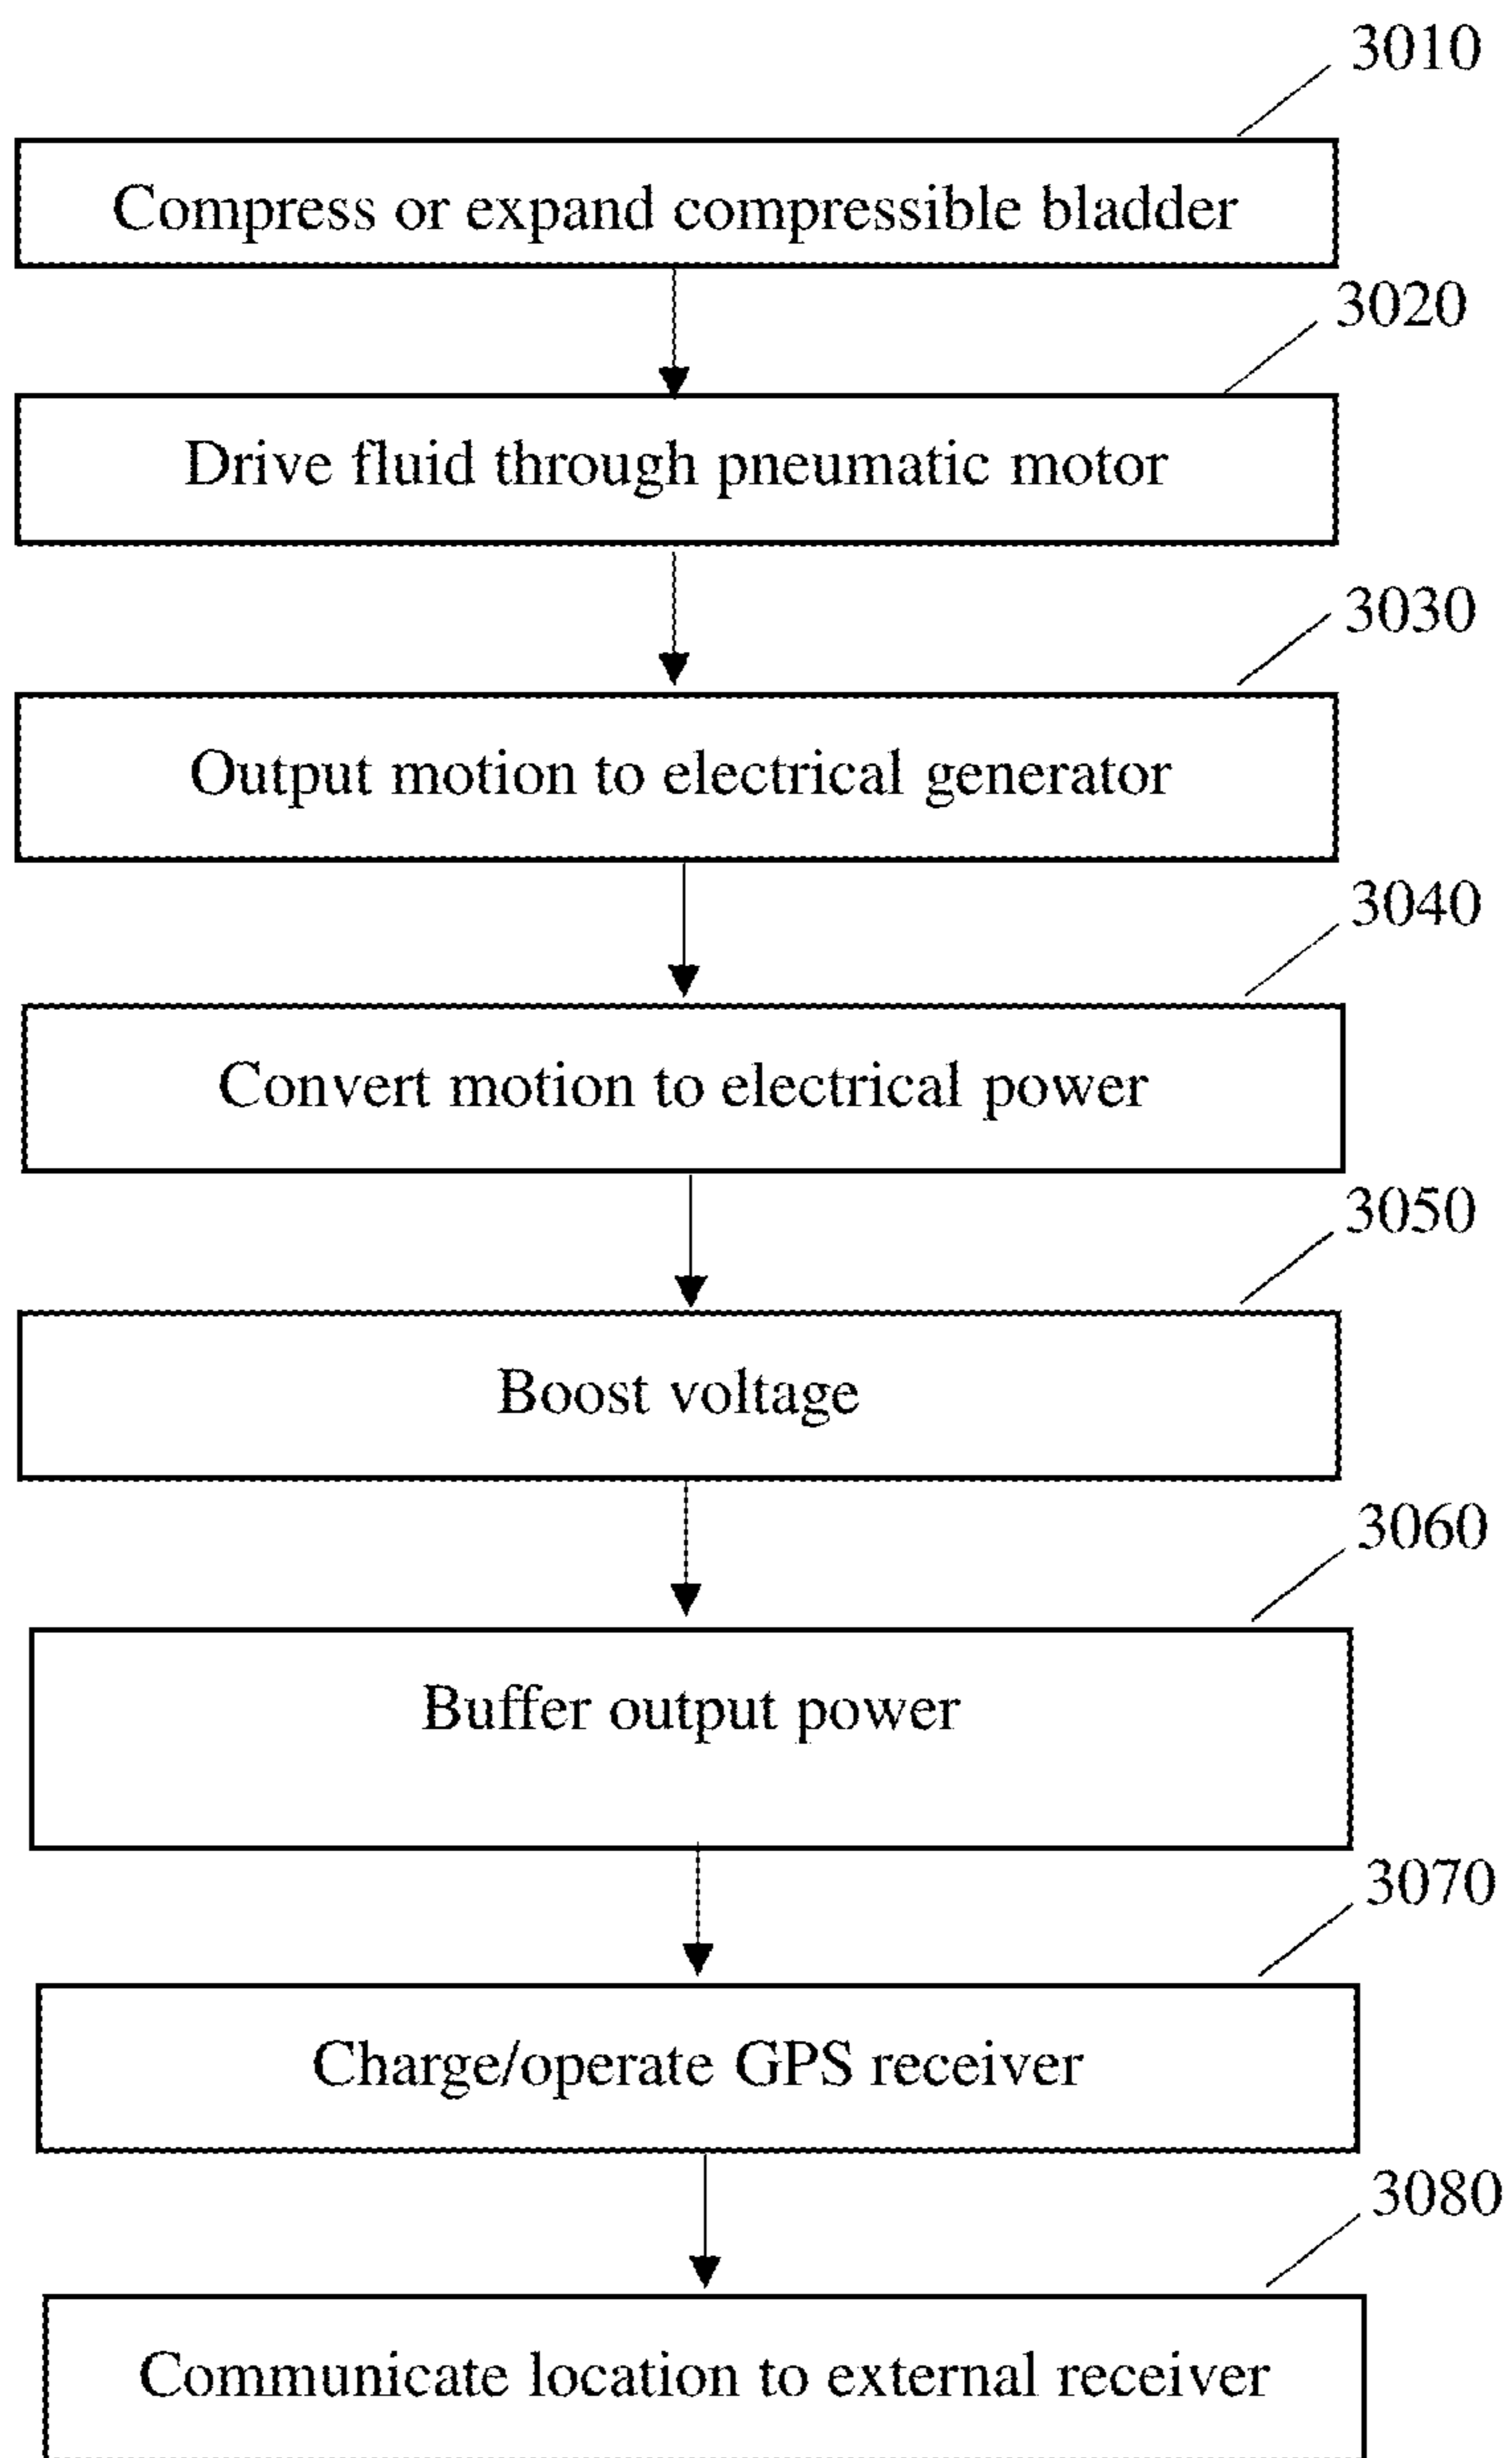 3010
Compress or expand compressible bladder
3020
Drive fluid through pneumatic motor
3030
Output motion to electrical generator
3040
Convert motion to electrical power
3050
Boost voltage
3060
Buffer output power
3070
Charge/operate GPS receiver
3080
Communicate location to external receiver